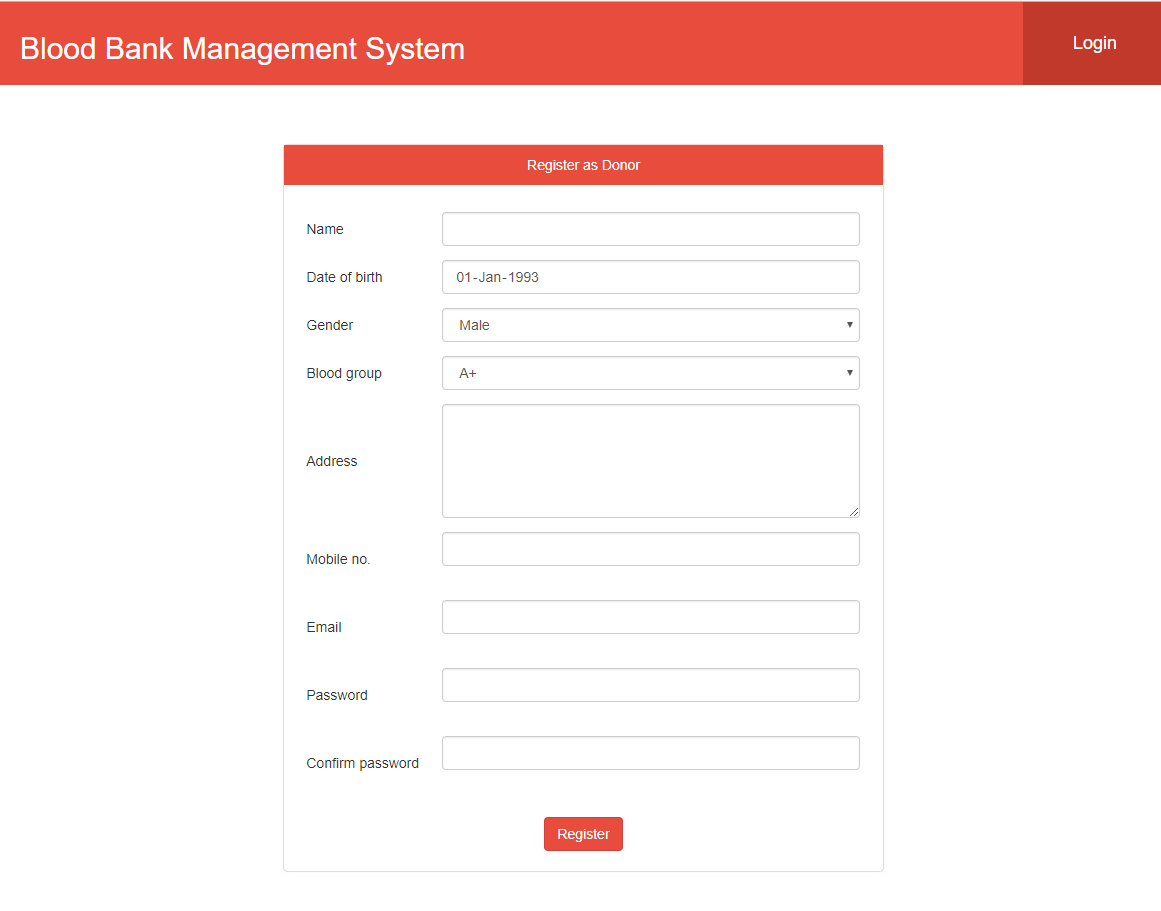 Blood Bank Management System
Login
Register as Donor
Name
Date of birth 01-Jan-1993
Gender Male
Blood group A+
Address
Mobile no.
Email
Password
Confirm password
Register